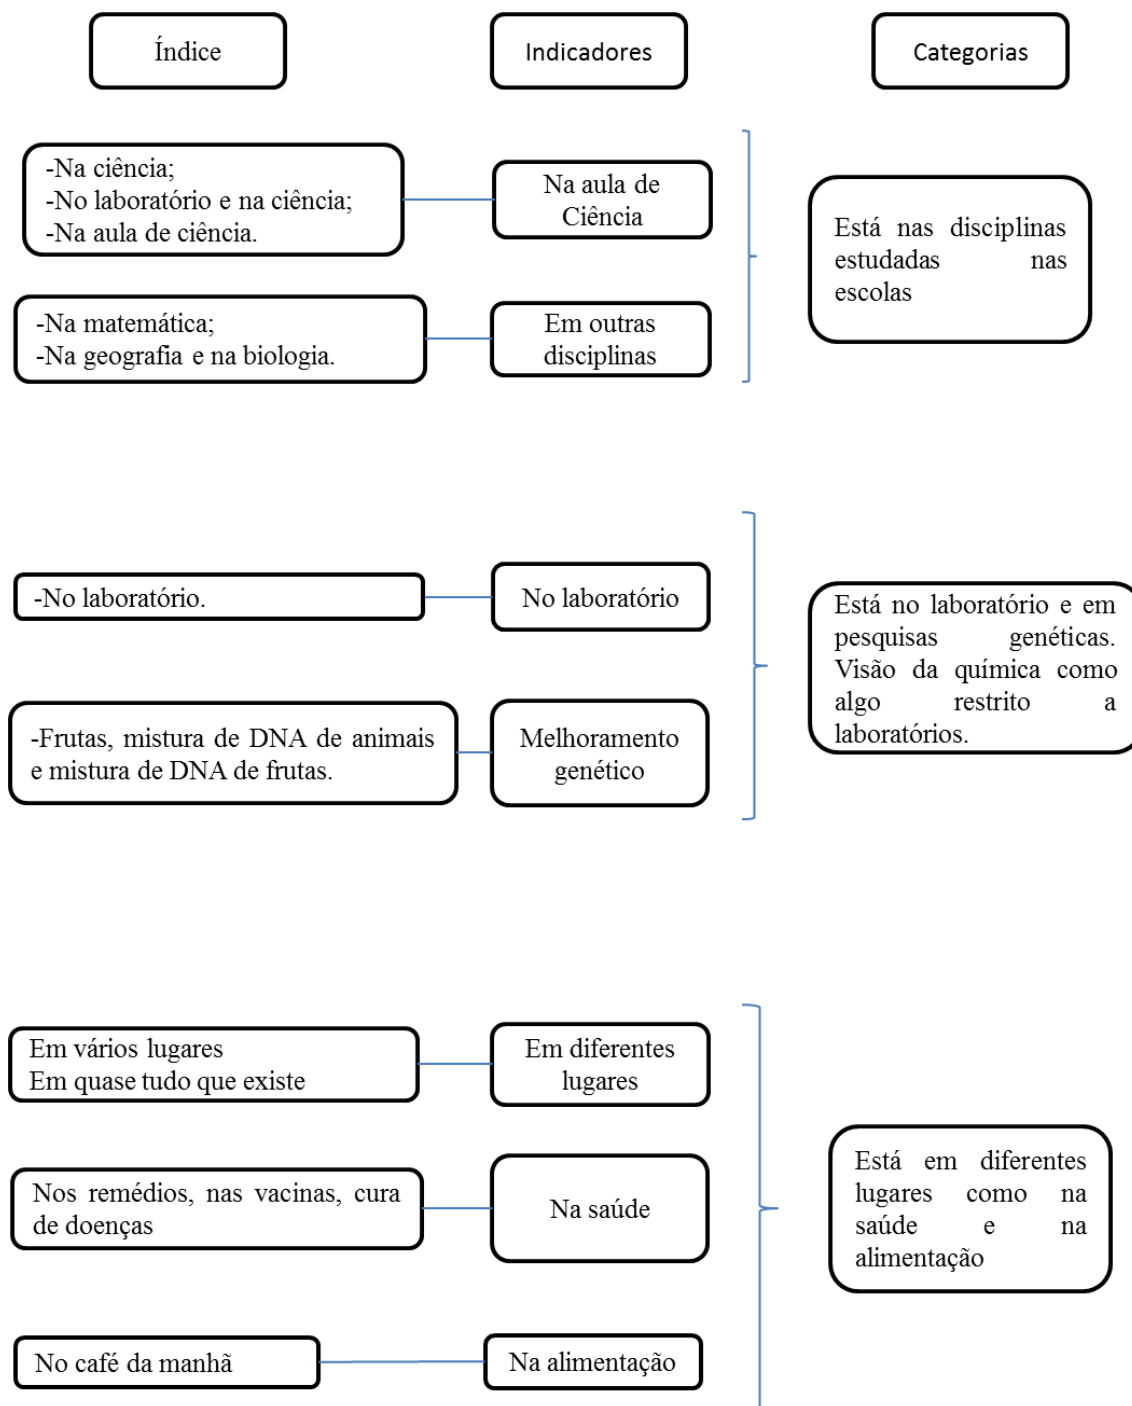 Índice
Indicadores
Categorias
-Na ciência;
-No laboratório e na ciência;
-Na aula de ciência.
Na aula de
Ciência
Está nas disciplinas
estudadas nas
escolas
-Na matemática;
-Na geografia e na biologia.
Em outras
disciplinas
-No laboratório.
No laboratório
Está no laboratório e em
pesquisas genéticas.
Visão da química como
algo restrito a
laboratórios.
-Frutas, mistura de DNA de animais
e mistura de DNA de frutas.
Melhoramento
genético
Em vários lugares
Em quase tudo que existe
Em diferentes
lugares
Nos remédios, nas vacinas, cura
de doenças
Na saúde
Está em diferentes
lugares como na
saúde e na
alimentação
No café da manhã
Na alimentação